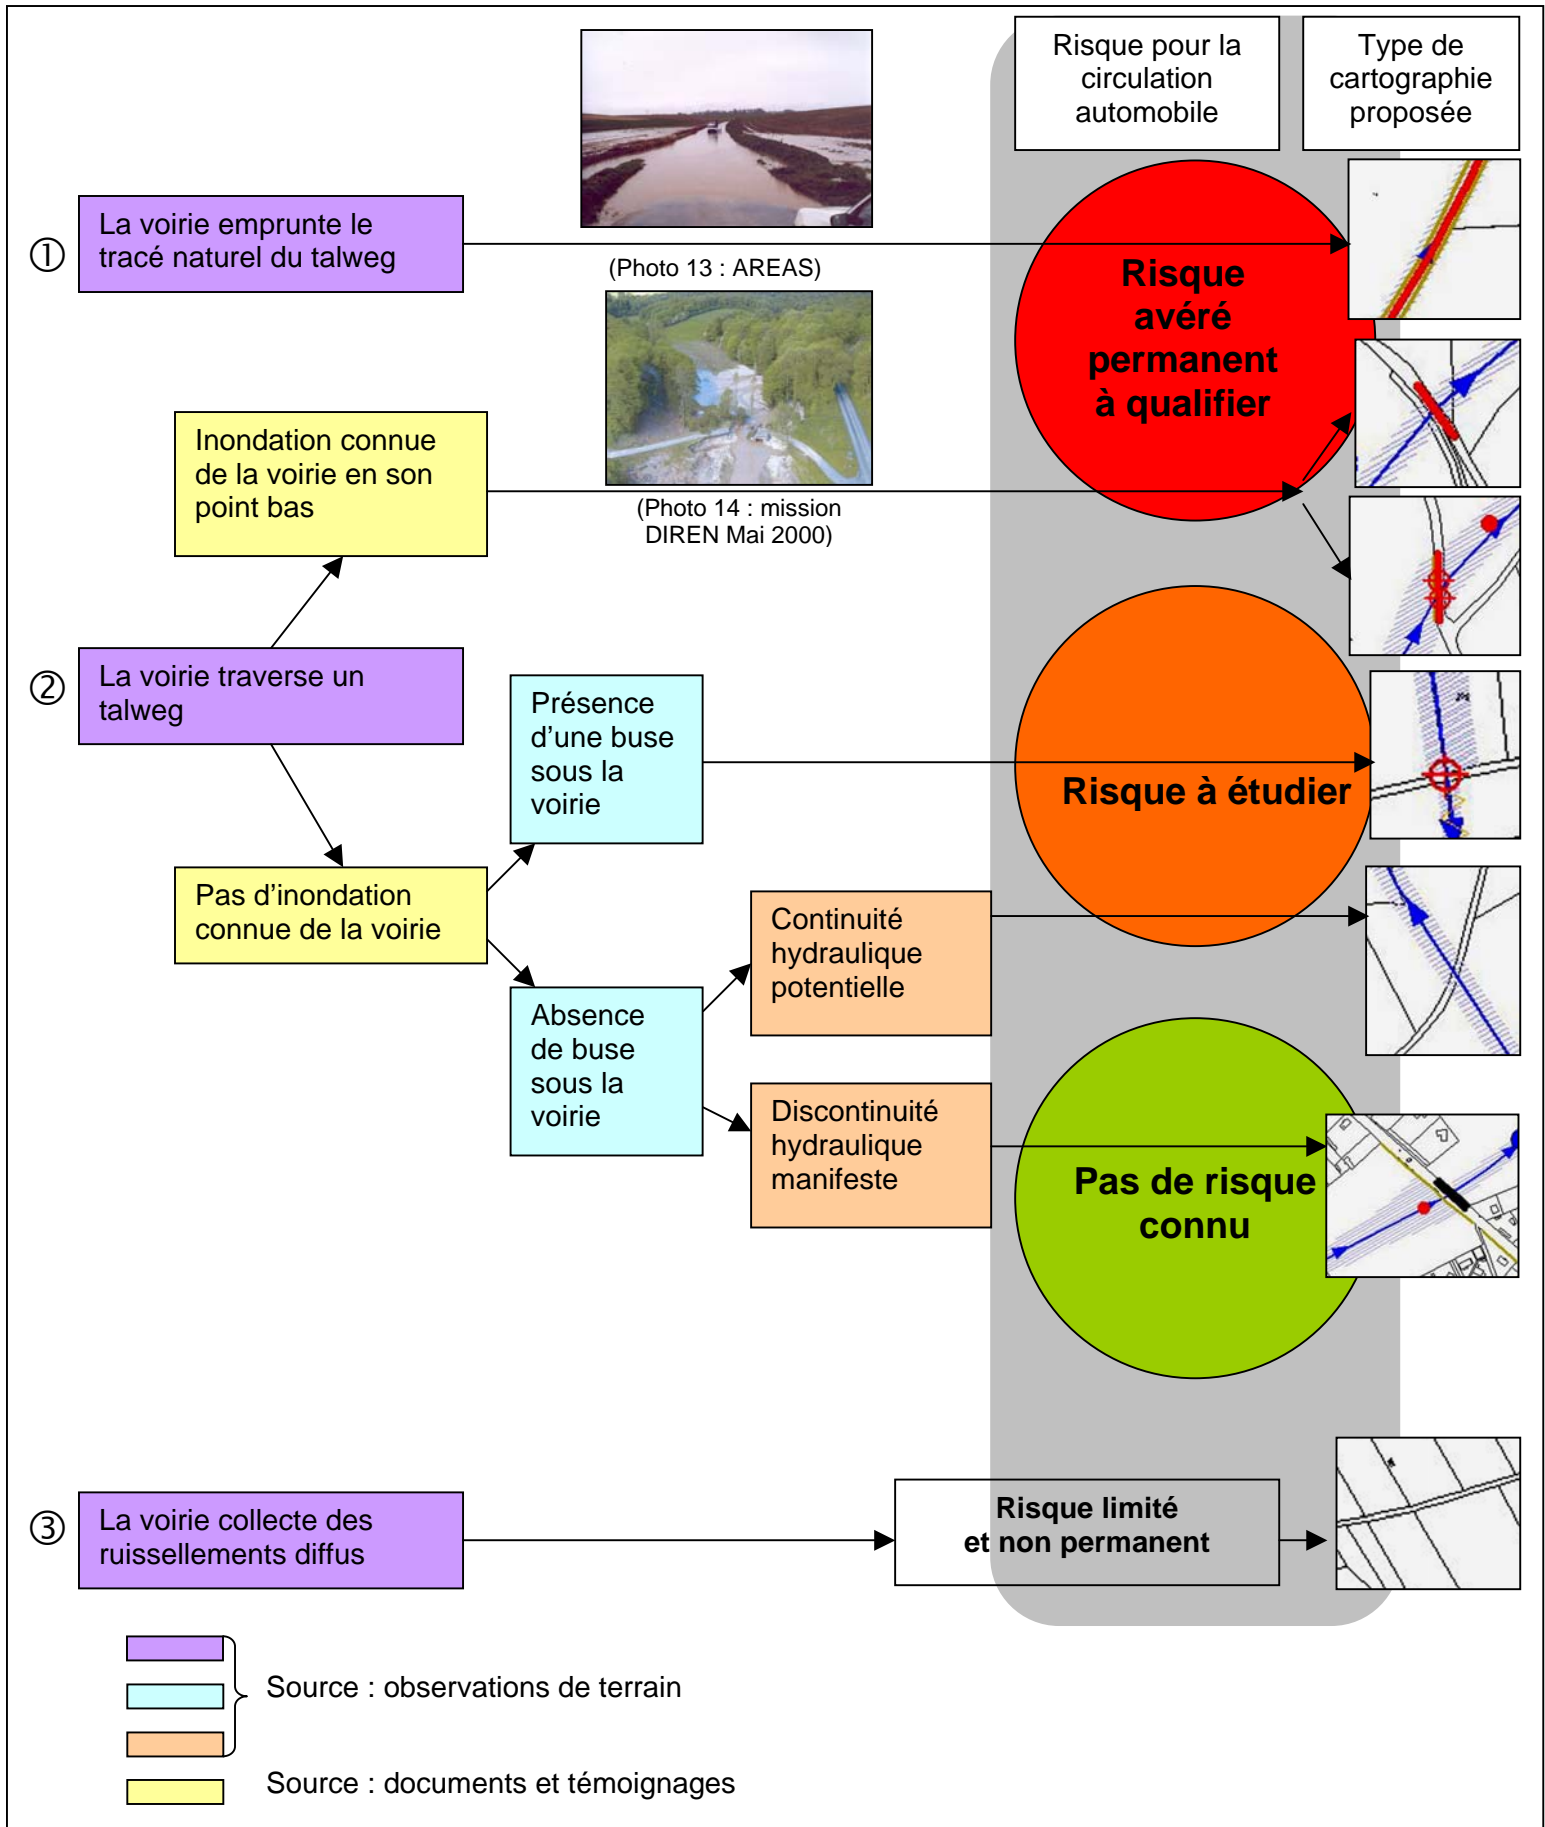 Risque pour la
circulation
automobile
Type de
cartographie
proposée
①
La voirie emprunte le
tracé naturel du talweg
(Photo 13 : AREAS)
Risque
avéré
permanent
à qualifier
Inondation connue
de la voirie en son
point bas
(Photo 14 : mission
DIREN Mai 2000)
②
La voirie traverse un
talweg
Présence
d’une buse
sous la
voirie
Risque à étudier
Pas d’inondation
connue de la voirie
Continuité
hydraulique
potentielle
Absence
de buse
sous la
voirie
Discontinuité
hydraulique
manifeste
Pas de risque
connu
③
La voirie collecte des
ruissellements diffus
Risque limité
et non permanent
Source : observations de terrain
Source : documents et témoignages